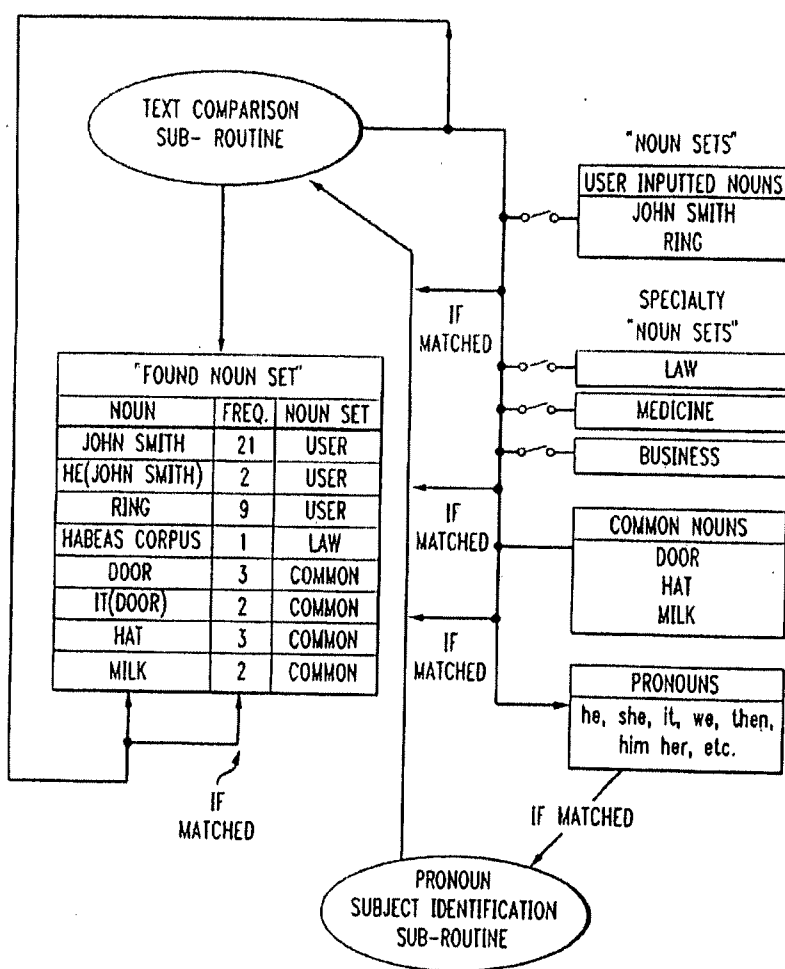 TEXT COMPARISON
SUB- ROUTINE
"NOUN SETS"
USER INPUTTED NOUNS
JOHN SMITH
RING
IF
MATCHED
SPECIALTY
"NOUN SETS"
LAW
MEDICINE
BUSINESS
"FOUND NOUN SET"
NOUN FREQ. NOUN SET
JOHN SMITH 21 USER
HE(JOHN SMITH) 2 USER
RING 9 USER
HABEAS CORPUS 1 LAW
DOOR 3 COMMON
IT(DOOR) 2 COMMON
HAT 3 COMMON
MILK 2 COMMON
IF
MATCHED
COMMON NOUNS
DOOR
HAT
MILK
IF
MATCHED
PRONOUNS
he, she, it, we, then,
him her, etc.
IF
MATCHED
IF MATCHED
PRONOUN
SUBJECT IDENTIFICATION
SUB-ROUTINE